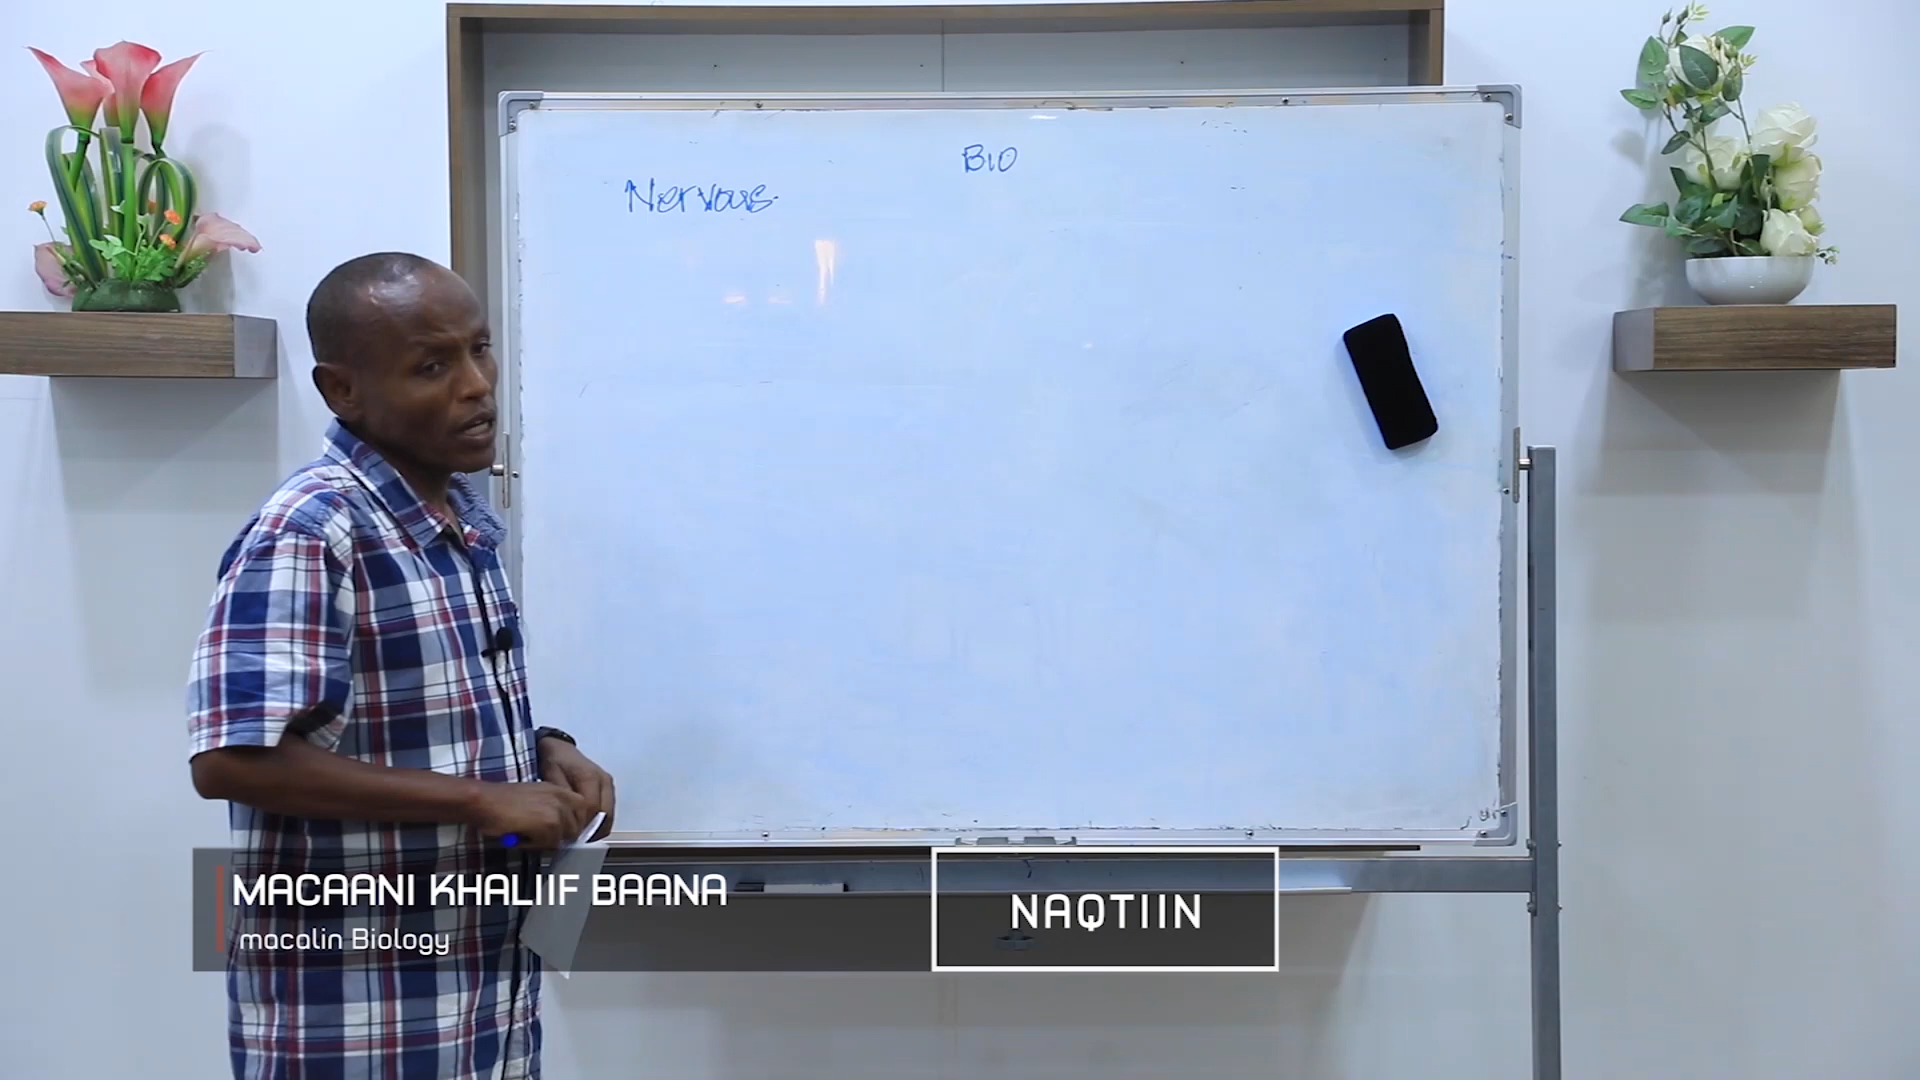 BIO
Nervous.
MACAANI KHALIIF BAANA
macalin Biology
NAQTIIN